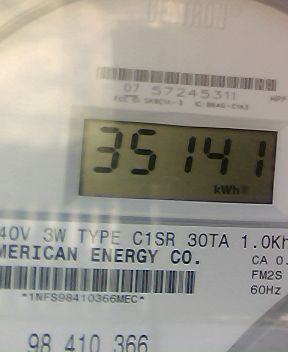 CENTRON
07 57245311
35141
kWh
40V 3W TYPE C1SR 30TA 1.0Kh
MERICAN ENERGY CO.
CA 0.
FM2S
*1NFS98410366MEC*
60Hz
98 410 366